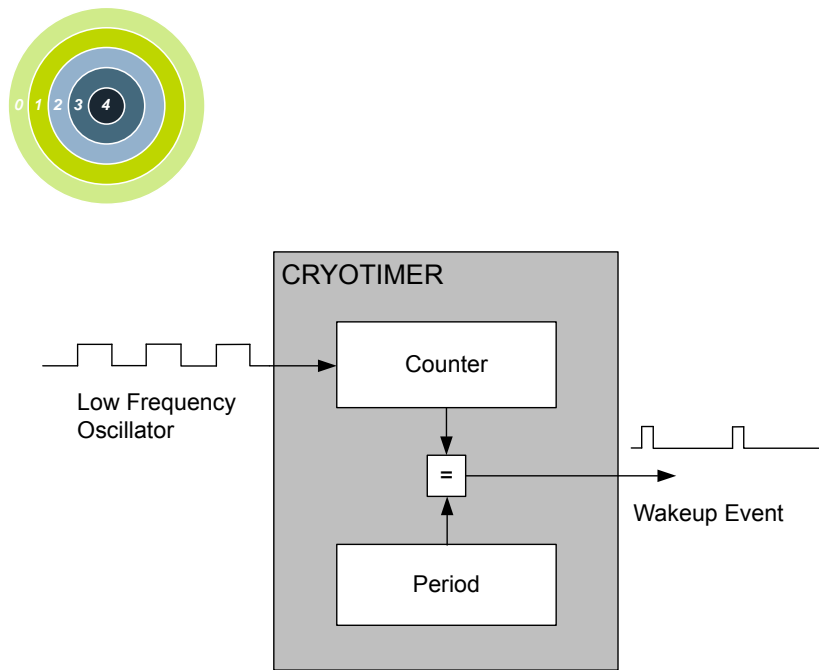 0 1 2 3 4
CRYOTIMER
Counter
Low Frequency
Oscillator
=
Wakeup Event
Period